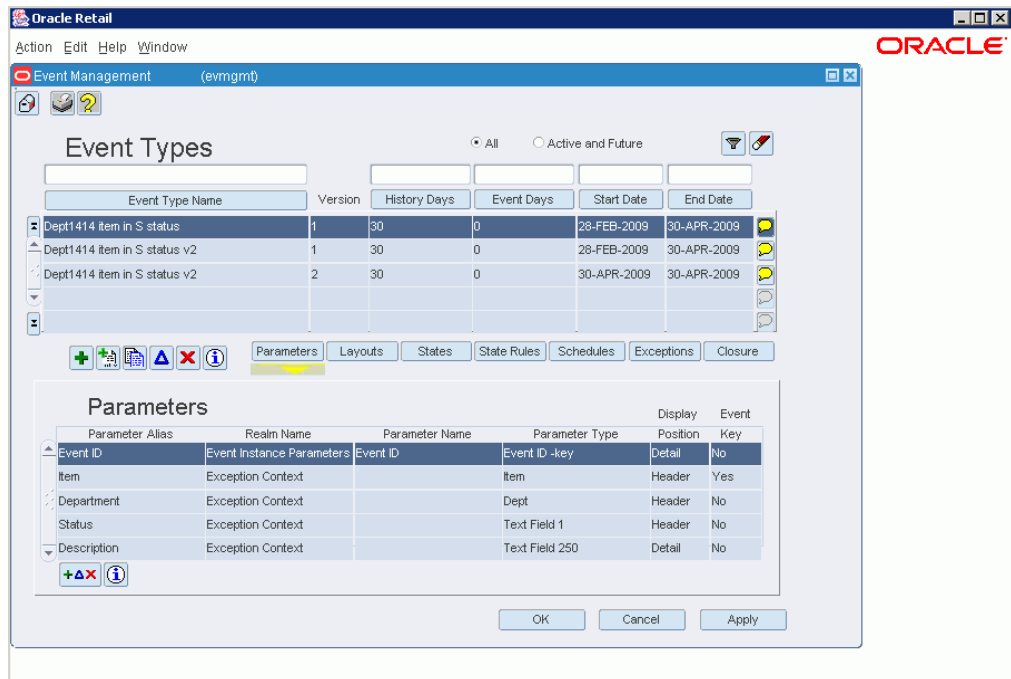 Oracle Retail
Action Edit Help Window
ORACLE
Event Management (evmgmt)
Event Types
All Active and Future
Event Type Name Version History Days Event Days Start Date End Date
Dept1414 item in S status 1 30 0 28-FEB-2009 30-APR-2009
Dept1414 item in S status v2 1 30 0 28-FEB-2009 30-APR-2009
Dept1414 item in S status v2 2 30 0 30-APR-2009 30-APR-2009
Parameters Layouts States State Rules Schedules Exceptions Closure
Parameters
Display Event
Parameter Alias Realm Name Parameter Name Parameter Type Position Key
Event ID Event Instance Parameters Event ID Event ID -key Detail No
Item Exception Context Item Header Yes
Department Exception Context Dept Header No
Status Exception Context Text Field 1 Header No
Description Exception Context Text Field 250 Detail No
OK Cancel Apply